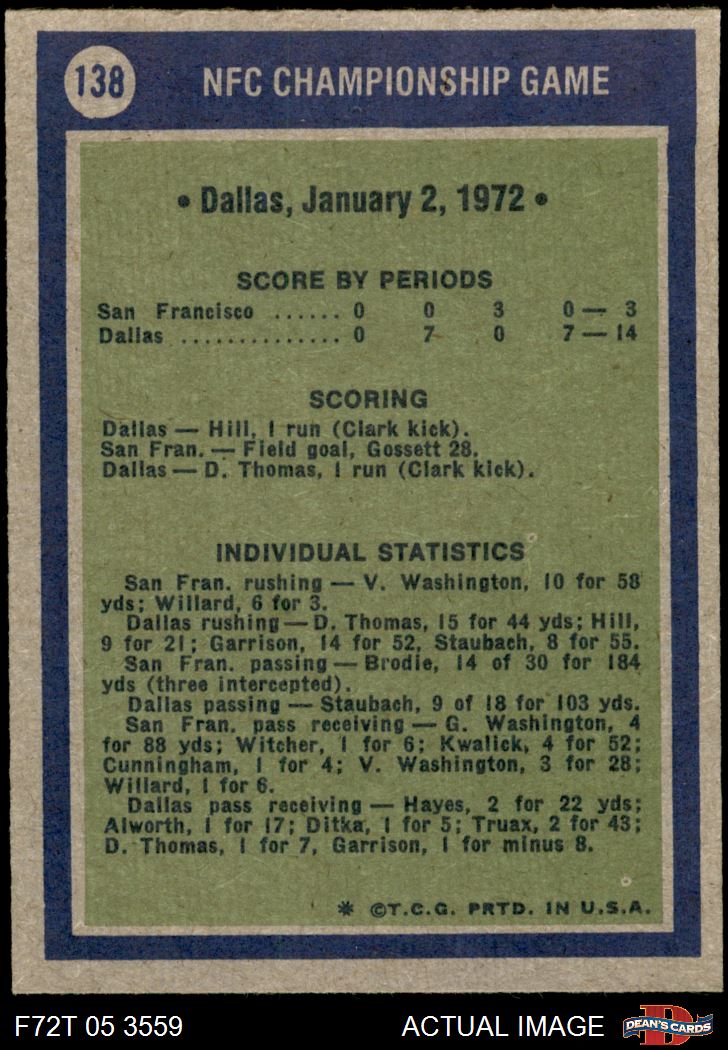 138 NFC CHAMPIONSHIP GAME
• Dallas, January 2, 1972 •
SCORE BY PERIODS
San Francisco ...... 0 0 3 0 — 3
Dallas .............. 0 7 0 7 — 14
SCORING
Dallas — Hill, 1 run (Clark kick).
San Fran. — Field goal, Gossett 28.
Dallas — D. Thomas, 1 run (Clark kick).
INDIVIDUAL STATISTICS
San Fran. rushing — V. Washington, 10 for 58
yds; Willard, 6 for 3.
Dallas rushing — D. Thomas, 15 for 44 yds; Hill,
9 for 21; Garrison, 14 for 52, Staubach, 8 for 55.
San Fran. passing — Brodie, 14 of 30 for 184
yds (three intercepted).
Dallas passing — Staubach, 9 of 18 for 103 yds.
San Fran. pass receiving — G. Washington, 4
for 88 yds; Witcher, 1 for 6; Kwalick, 4 for 52;
Cunningham, 1 for 4; V. Washington, 3 for 28;
Willard, 1 for 6.
Dallas pass receiving — Hayes, 2 for 22 yds;
Alworth, 1 for 17; Ditka, 1 for 5; Truax, 2 for 43;
D. Thomas, 1 for 7, Garrison, 1 for minus 8.
* ©T.C.G. PRTD. IN U.S.A.
F72T 05 3559 ACTUAL IMAGE D DEAN'S CARDS